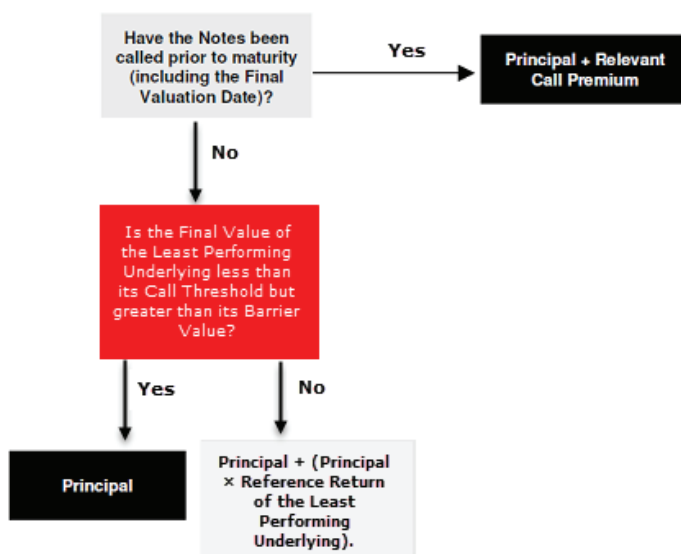 Have the Notes been
called prior to maturity
(including the Final
Valuation Date)?
Yes
Principal + Relevant
Call Premium
No
Is the Final Value of
the Least Performing
Underlying less than
its Call Threshold but
greater than its Barrier
Value?
Yes
No
Principal
Principal + (Principal
× Reference Return
of the Least
Performing
Underlying).